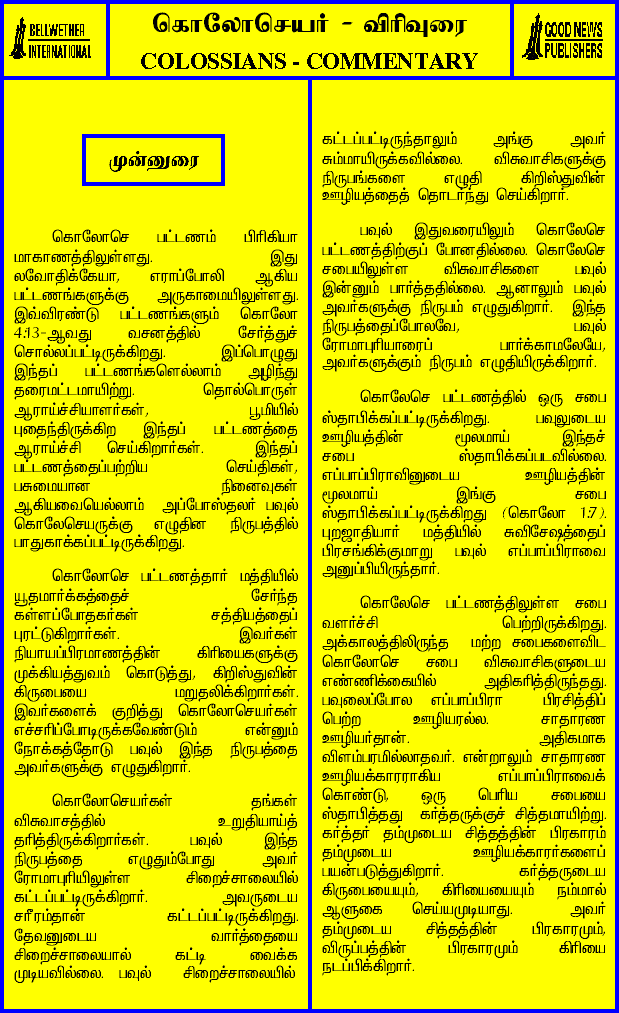 BELLWETHER
INTERNATIONAL
கொலோசெயர் - விரிவுரை
COLOSSIANS - COMMENTARY
GOOD NEWS
PUBLISHERS
முன்னுரை
கொலோசெ பட்டணம் பிரிகியா
மாகாணத்திலுள்ளது. இது
லவோதிக்கேயா, எராப்போலி ஆகிய
பட்டணங்களுக்கு அருகாமையிலுள்ளது.
இவ்விரண்டு பட்டணங்களும் கொலோ
4:13-ஆவது வசனத்தில் சேர்த்துச்
சொல்லப்பட்டிருக்கிறது. இப்பொழுது
இந்தப் பட்டணங்களெல்லாம் அழிந்து
தரைமட்டமாயிற்று. தொல்பொருள்
ஆராய்ச்சியாளர்கள், பூமியில்
புதைந்திருக்கிற இந்தப் பட்டணத்தை
ஆராய்ச்சி செய்கிறார்கள். இந்தப்
பட்டணத்தைப்பற்றிய செய்திகள்,
பசுமையான நினைவுகள்
ஆகியவையெல்லாம் அப்போஸ்தலர் பவுல்
கொலேசெயருக்கு எழுதின நிருபத்தில்
பாதுகாக்கப்பட்டிருக்கிறது.
கொலோசெ பட்டணத்தார் மத்தியில்
யூதமார்க்கத்தைச் சேர்ந்த
கள்ளப்போதகர்கள் சத்தியத்தைப்
புரட்டுகிறார்கள். இவர்கள்
நியாயப்பிரமாணத்தின் கிரியைகளுக்கு
முக்கியத்துவம் கொடுத்து, கிறிஸ்துவின்
கிருபையை மறுதலிக்கிறார்கள்.
இவர்களைக் குறித்து கொலோசெயர்கள்
எச்சரிப்போடிருக்கவேண்டும் என்னும்
நோக்கத்தோடு பவுல் இந்த நிருபத்தை
அவர்களுக்கு எழுதுகிறார்.
கொலோசெயர்கள் தங்கள்
விசுவாசத்தில் உறுதியாய்த்
தரித்திருக்கிறார்கள். பவுல் இந்த
நிருபத்தை எழுதும்போது அவர்
ரோமாபுரியிலுள்ள சிறைச்சாலையில்
கட்டப்பட்டிருக்கிறார். அவருடைய
சரீரம்தான் கட்டப்பட்டிருக்கிறது.
தேவனுடைய வார்த்தையை
சிறைச்சாலையால் கட்டி வைக்க
முடியவில்லை. பவுல் சிறைச்சாலையில்
கட்டப்பட்டிருந்தாலும் அங்கு அவர்
சும்மாயிருக்கவில்லை. விசுவாசிகளுக்கு
நிருபங்களை எழுதி கிறிஸ்துவின்
ஊழியத்தைத் தொடர்ந்து செய்கிறார்.
பவுல் இதுவரையிலும் கொலேசெ
பட்டணத்திற்குப் போனதில்லை. கொலேசெ
சபையிலுள்ள விசுவாசிகளை பவுல்
இன்னும் பார்த்ததில்லை. ஆனாலும் பவுல்
அவர்களுக்கு நிருபம் எழுதுகிறார். இந்த
நிருபத்தைப்போலவே, பவுல்
ரோமாபுரியாரைப் பார்க்காமலேயே,
அவர்களுக்கும் நிருபம் எழுதியிருக்கிறார்.
கொலேசெ பட்டணத்தில் ஒரு சபை
ஸ்தாபிக்கப்பட்டிருக்கிறது. பவுலுடைய
ஊழியத்தின் மூலமாய் இந்தச்
சபை ஸ்தாபிக்கப்படவில்லை.
எப்பாப்பிராவினுடைய ஊழியத்தின்
மூலமாய் இங்கு சபை
ஸ்தாபிக்கப்பட்டிருக்கிறது (கொலோ 1:7).
புறஜாதியார் மத்தியில் சுவிசேஷத்தைப்
பிரசங்கிக்குமாறு பவுல் எப்பாப்பிராவை
அனுப்பியிருந்தார்.
கொலேசெ பட்டணத்திலுள்ள சபை
வளர்ச்சி பெற்றிருக்கிறது.
அக்காலத்திலிருந்த மற்ற சபைகளைவிட
கொலோசெ சபை விசுவாசிகளுடைய
எண்ணிக்கையில் அதிகரித்திருந்தது.
பவுலைப்போல எப்பாப்பிரா பிரசித்திப்
பெற்ற ஊழியரல்ல. சாதாரண
ஊழியர்தான். அதிகமாக
விளம்பரமில்லாதவர். என்றாலும் சாதாரண
ஊழியக்காரராகிய எப்பாப்பிராவைக்
கொண்டு, ஒரு பெரிய சபையை
ஸ்தாபித்தது கர்த்தருக்குச் சித்தமாயிற்று.
கர்த்தர் தம்முடைய சித்தத்தின் பிரகாரம்
தம்முடைய ஊழியக்காரர்களைப்
பயன்படுத்துகிறார். கர்த்தருடைய
கிருபையையும், கிரியையையும் நம்மால்
ஆளுகை செய்யமுடியாது. அவர்
தம்முடைய சித்தத்தின் பிரகாரமும்,
விருப்பத்தின் பிரகாரமும் கிரியை
நடப்பிக்கிறார்.